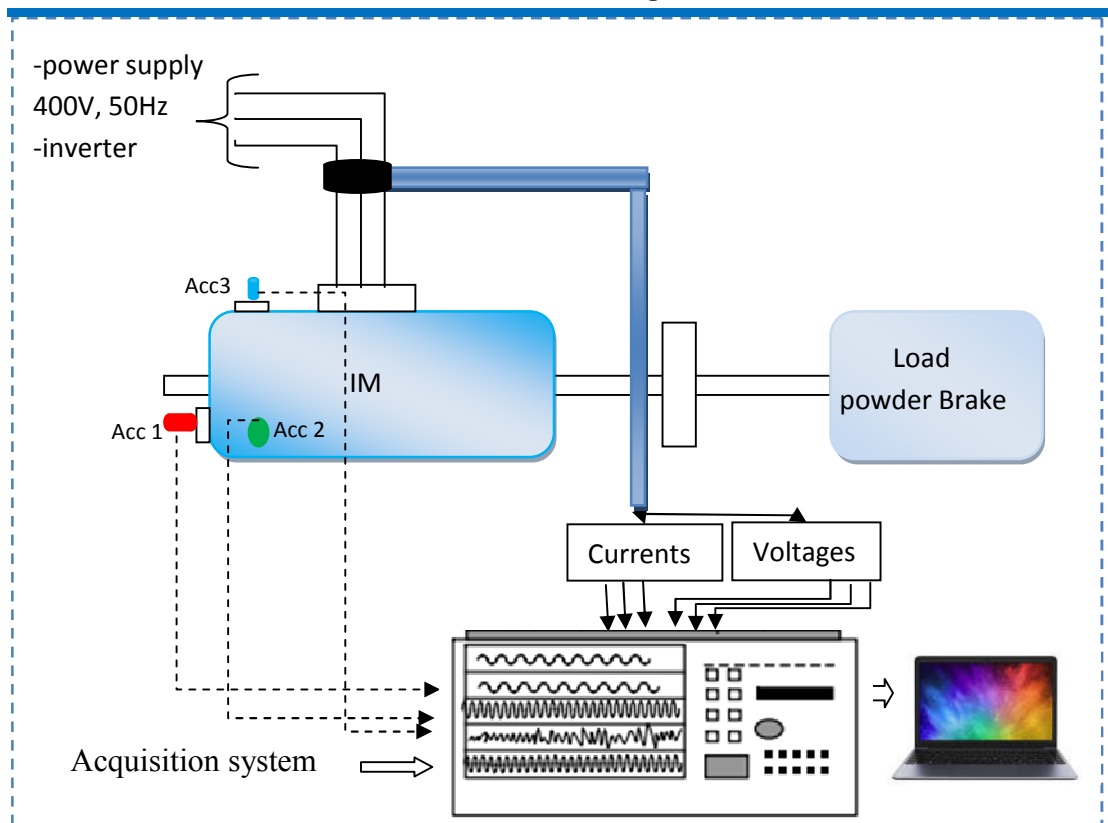 -power supply
400V, 50Hz
-inverter
Acc3
IM
Load
powder Brake
Acc 1
Acc 2
Currents
Voltages
Acquisition system